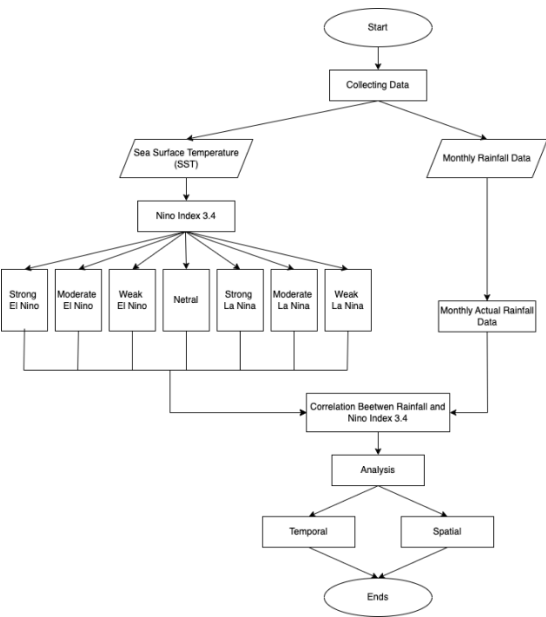 Start
Collecting Data
Sea Surface Temperature
(SST)
Monthly Rainfall Data
Nino Index 3.4
Strong
El Nino
Moderate
El Nino
Weak
El Nino
Netral
Strong
La Nina
Moderate
La Nina
Weak
La Nina
Monthly Actual Rainfall
Data
Correlation Beetwen Rainfall and
Nino Index 3.4
Analysis
Temporal
Spatial
Ends